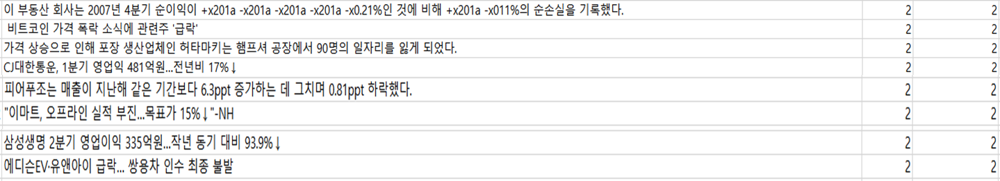 이 부동산 회사는 2007년 4분기 순이익이 +x201a -x201a -x201a -x201a -x0.21%인 것에 비해 +x201a -x011%의 순손실을 기록했다. 2 2
비트코인 가격 폭락 소식에 관련주 '급락' 2 2
가격 상승으로 인해 포장 생산업체인 허타마키는 햄프셔 공장에서 90명의 일자리를 잃게 되었다. 2 2
CJ대한통운, 1분기 영업익 481억원...전년비 17%↓ 2 2
피어푸조는 매출이 지난해 같은 기간보다 6.3ppt 증가하는 데 그치며 0.81ppt 하락했다. 2 2
"이마트, 오프라인 실적 부진...목표가 15%↓"-NH 2 2
삼성생명 2분기 영업이익 335억원...작년 동기 대비 93.9%↓ 2 2
에디슨EV·유앤아이 급락... 쌍용차 인수 최종 불발 2 2